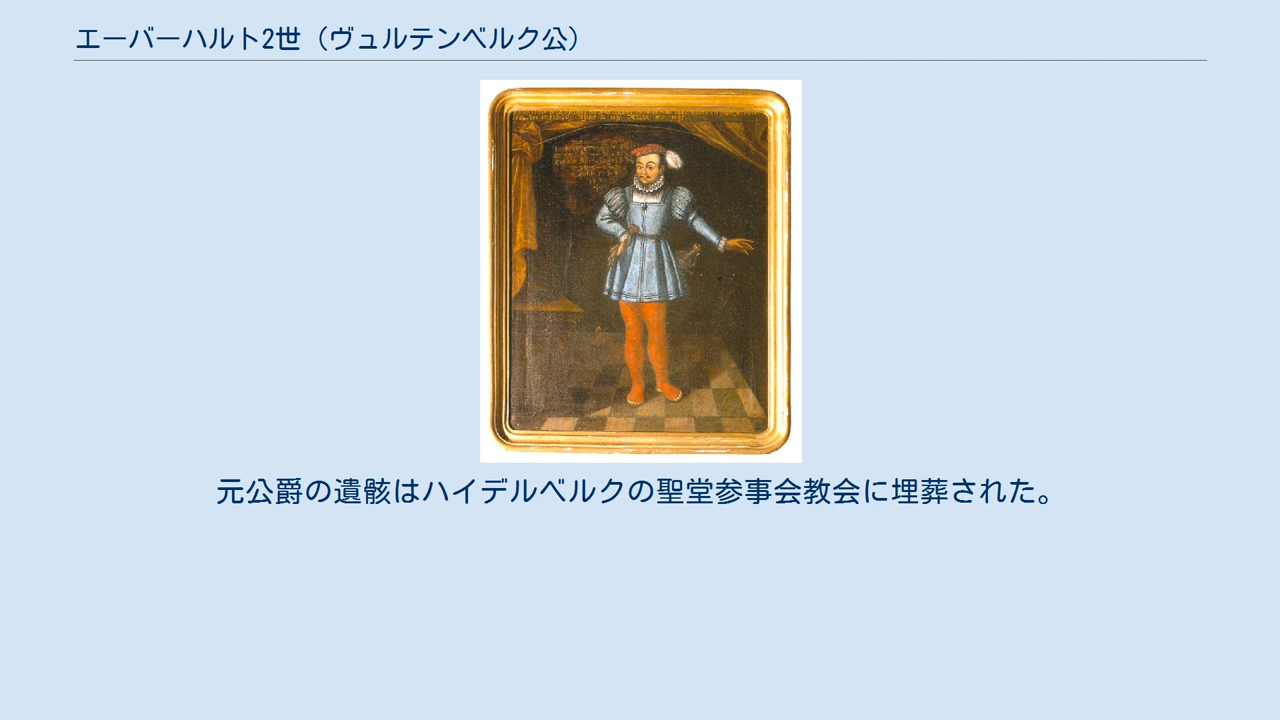 エーバーハルト2世（ヴュルテンベルク公）
元公爵の遺骸はハイデルベルクの聖堂参事会教会に埋葬された。